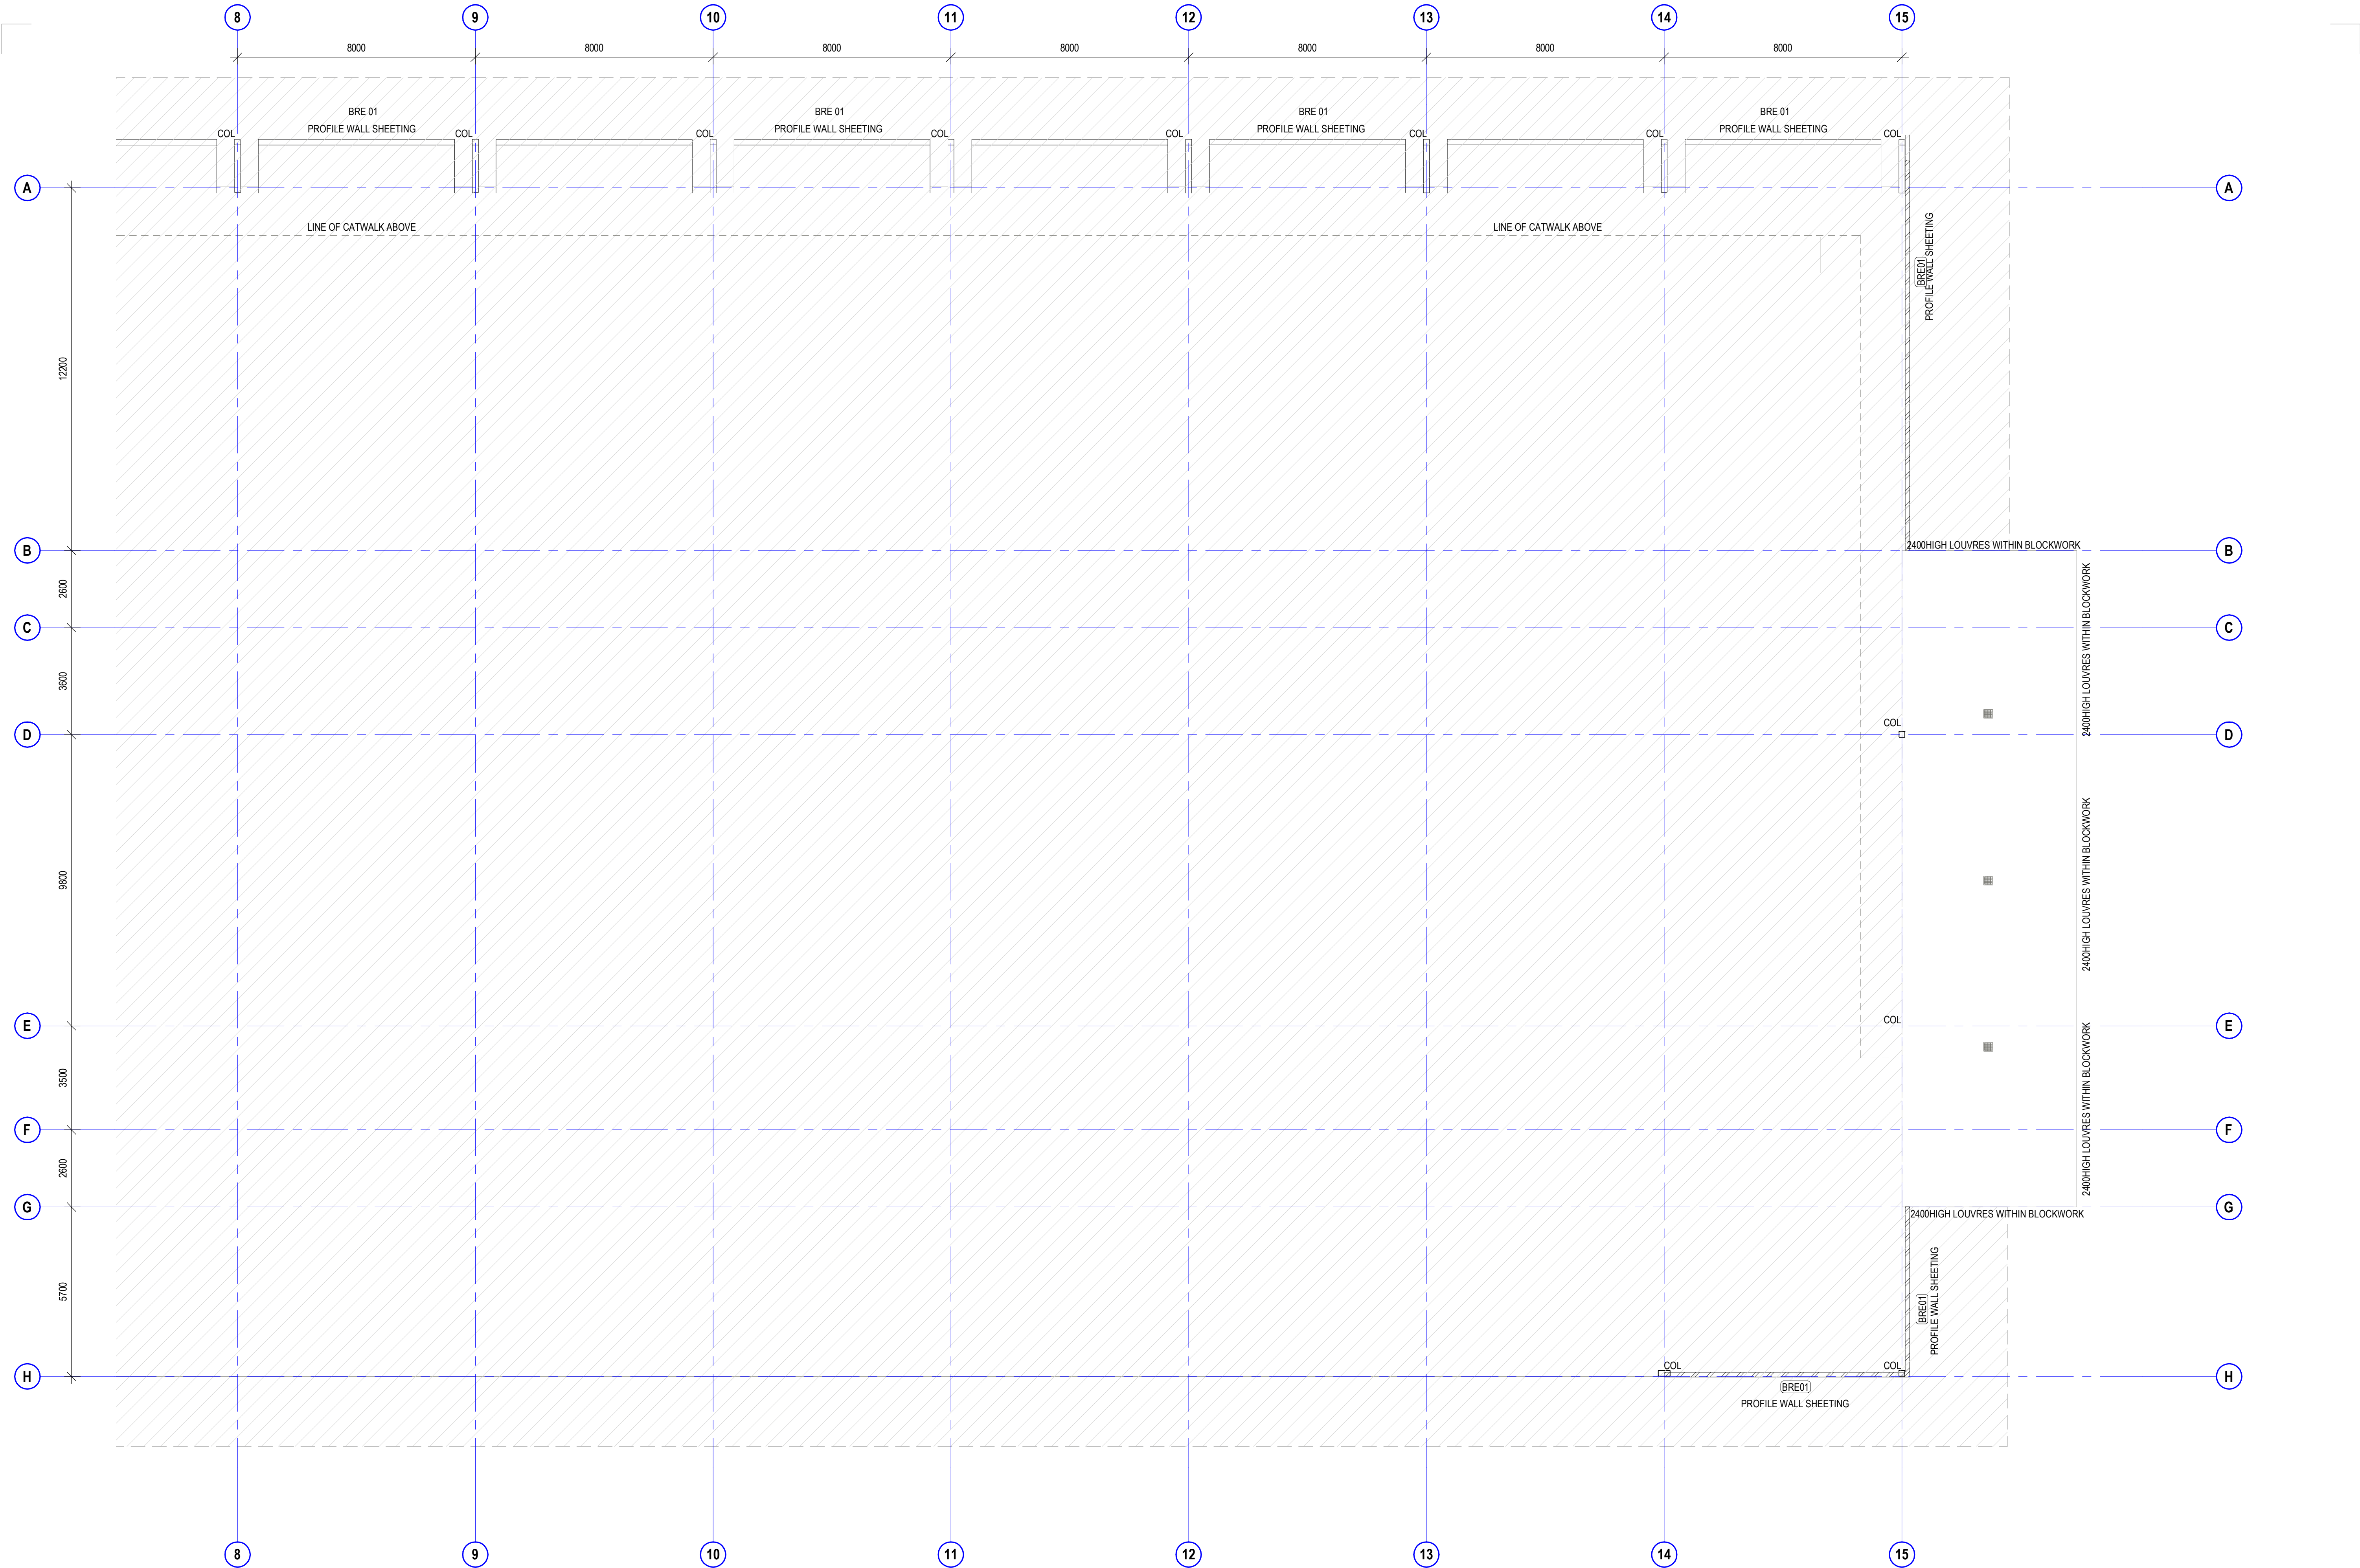 8 9 10 11 12 13 14 15
8000 8000 8000 8000 8000 8000 8000
BRE 01 BRE 01 BRE 01 BRE 01
PROFILE WALL SHEETING PROFILE WALL SHEETING PROFILE WALL SHEETING PROFILE WALL SHEETING
COL COL COL COL COL COL COL COL
A A
LINE OF CATWALK ABOVE LINE OF CATWALK ABOVE
BRE01
PROFILE WALL SHEETING
12200
2400HIGH LOUVRES WITHIN BLOCKWORK
B B
2600
2400HIGH LOUVRES WITHIN BLOCKWORK
C C
3600
COL
D D
9800
2400HIGH LOUVRES WITHIN BLOCKWORK
COL
E E
3500
2400HIGH LOUVRES WITHIN BLOCKWORK
F F
2600
G G
2400HIGH LOUVRES WITHIN BLOCKWORK
5700
BRE01
PROFILE WALL SHEETING
COL COL
H H
BRE01
PROFILE WALL SHEETING
8 9 10 11 12 13 14 15